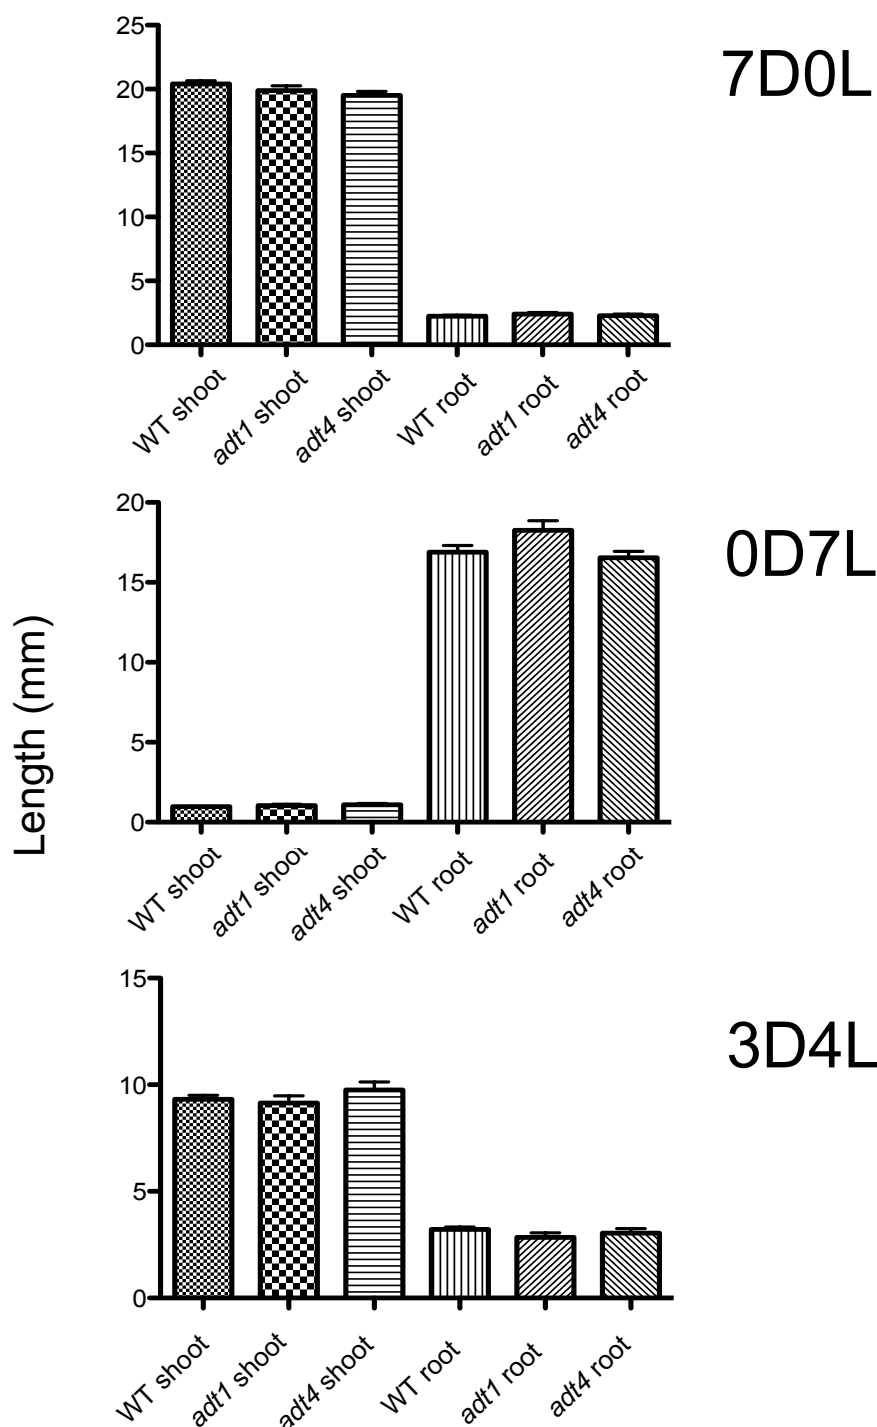 7D0L
25
20
15
10
5
0
WT shoot
adt1 shoot
adt4 shoot
WT root
adt1 root
adt4 root
Length (mm)
0D7L
20
15
10
5
0
WT shoot
adt1 shoot
adt4 shoot
WT root
adt1 root
adt4 root
3D4L
15
10
5
0
WT shoot
adt1 shoot
adt4 shoot
WT root
adt1 root
adt4 root